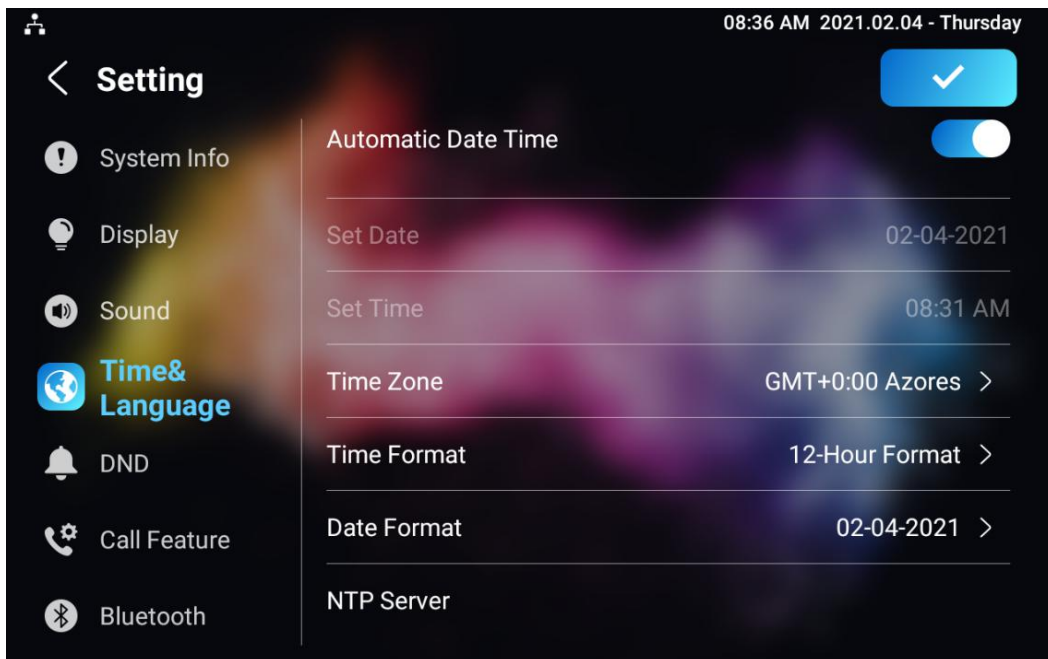 08:36 AM 2021.02.04 - Thursday
Setting
System Info
Display
Sound
Time&
Language
DND
Call Feature
Bluetooth
Automatic Date Time
Set Date 02-04-2021
Set Time 08:31 AM
Time Zone GMT+0:00 Azores >
Time Format 12-Hour Format >
Date Format 02-04-2021 >
NTP Server